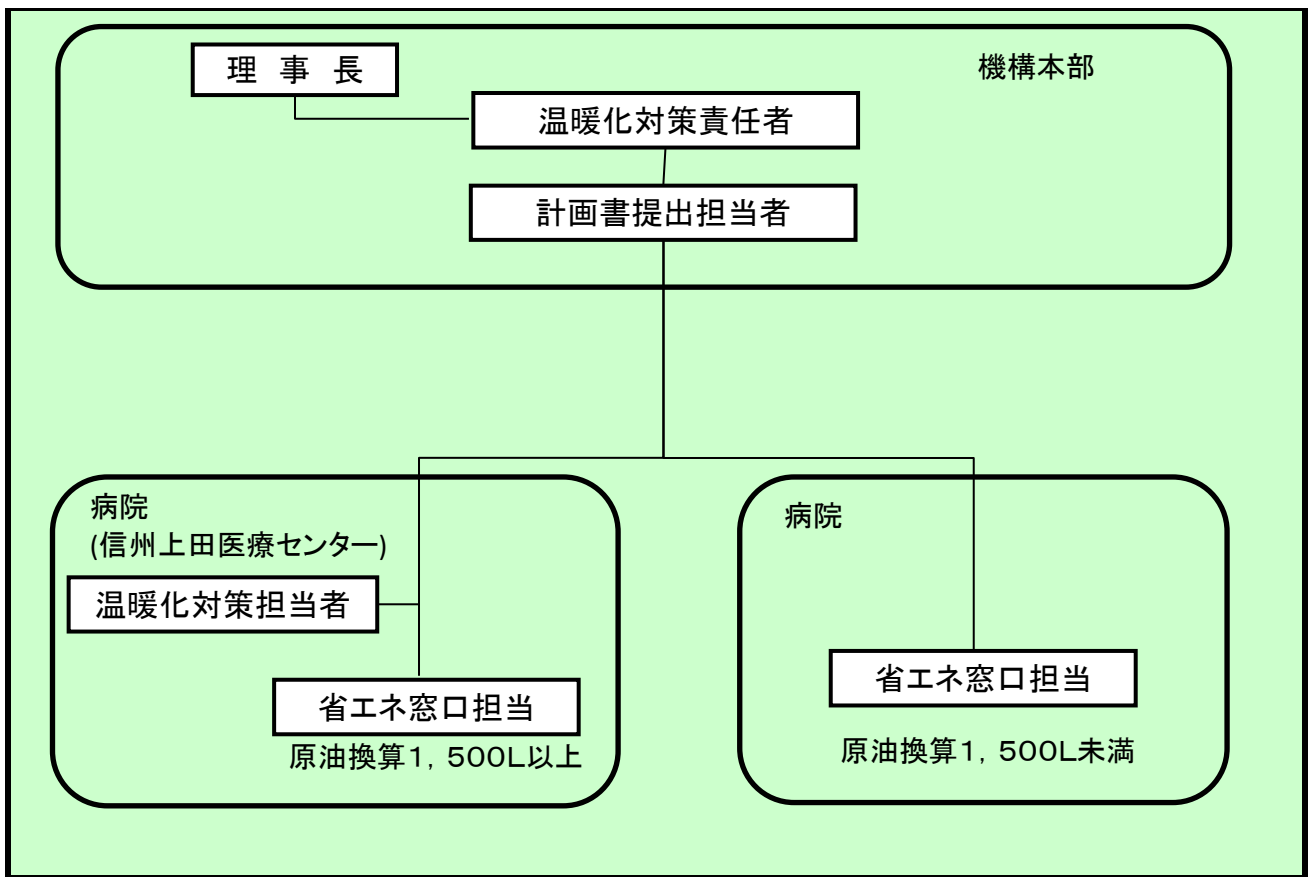 機構本部
理 事 長
温暖化対策責任者
計画書提出担当者
病院
(信州上田医療センター)
温暖化対策担当者
省エネ窓口担当
原油換算1，500L以上
病院
省エネ窓口担当
原油換算1，500L未満